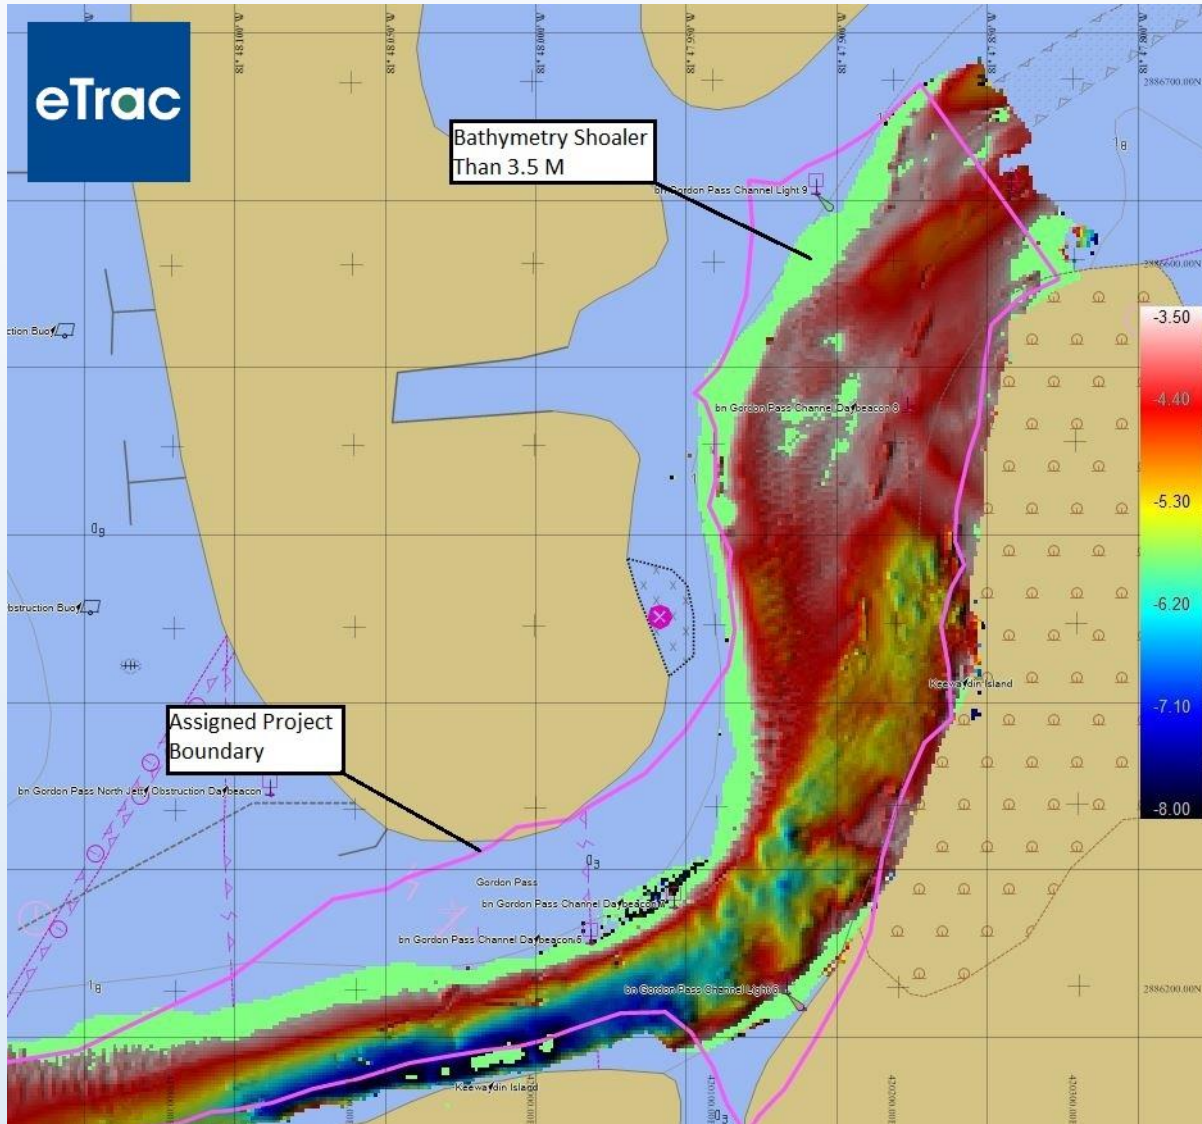 eTrac
Bathymetry Shoaler
Than 3.5 M
bn Gordon Pass Channel Light 9
2886700.00N
2886600.00N
-3.50
-4.40
-5.30
-6.20
-7.10
-8.00
bn Gordon Pass Channel Daybeacon 8
Keewaydin Island
Assigned Project
Boundary
bn Gordon Pass North Jetty Obstruction Daybeacon
Gordon Pass
bn Gordon Pass Channel Daybeacon
bn Gordon Pass Channel Daybeacon 5
bn Gordon Pass Channel Light 6
2886200.00N
Keewaydin Island